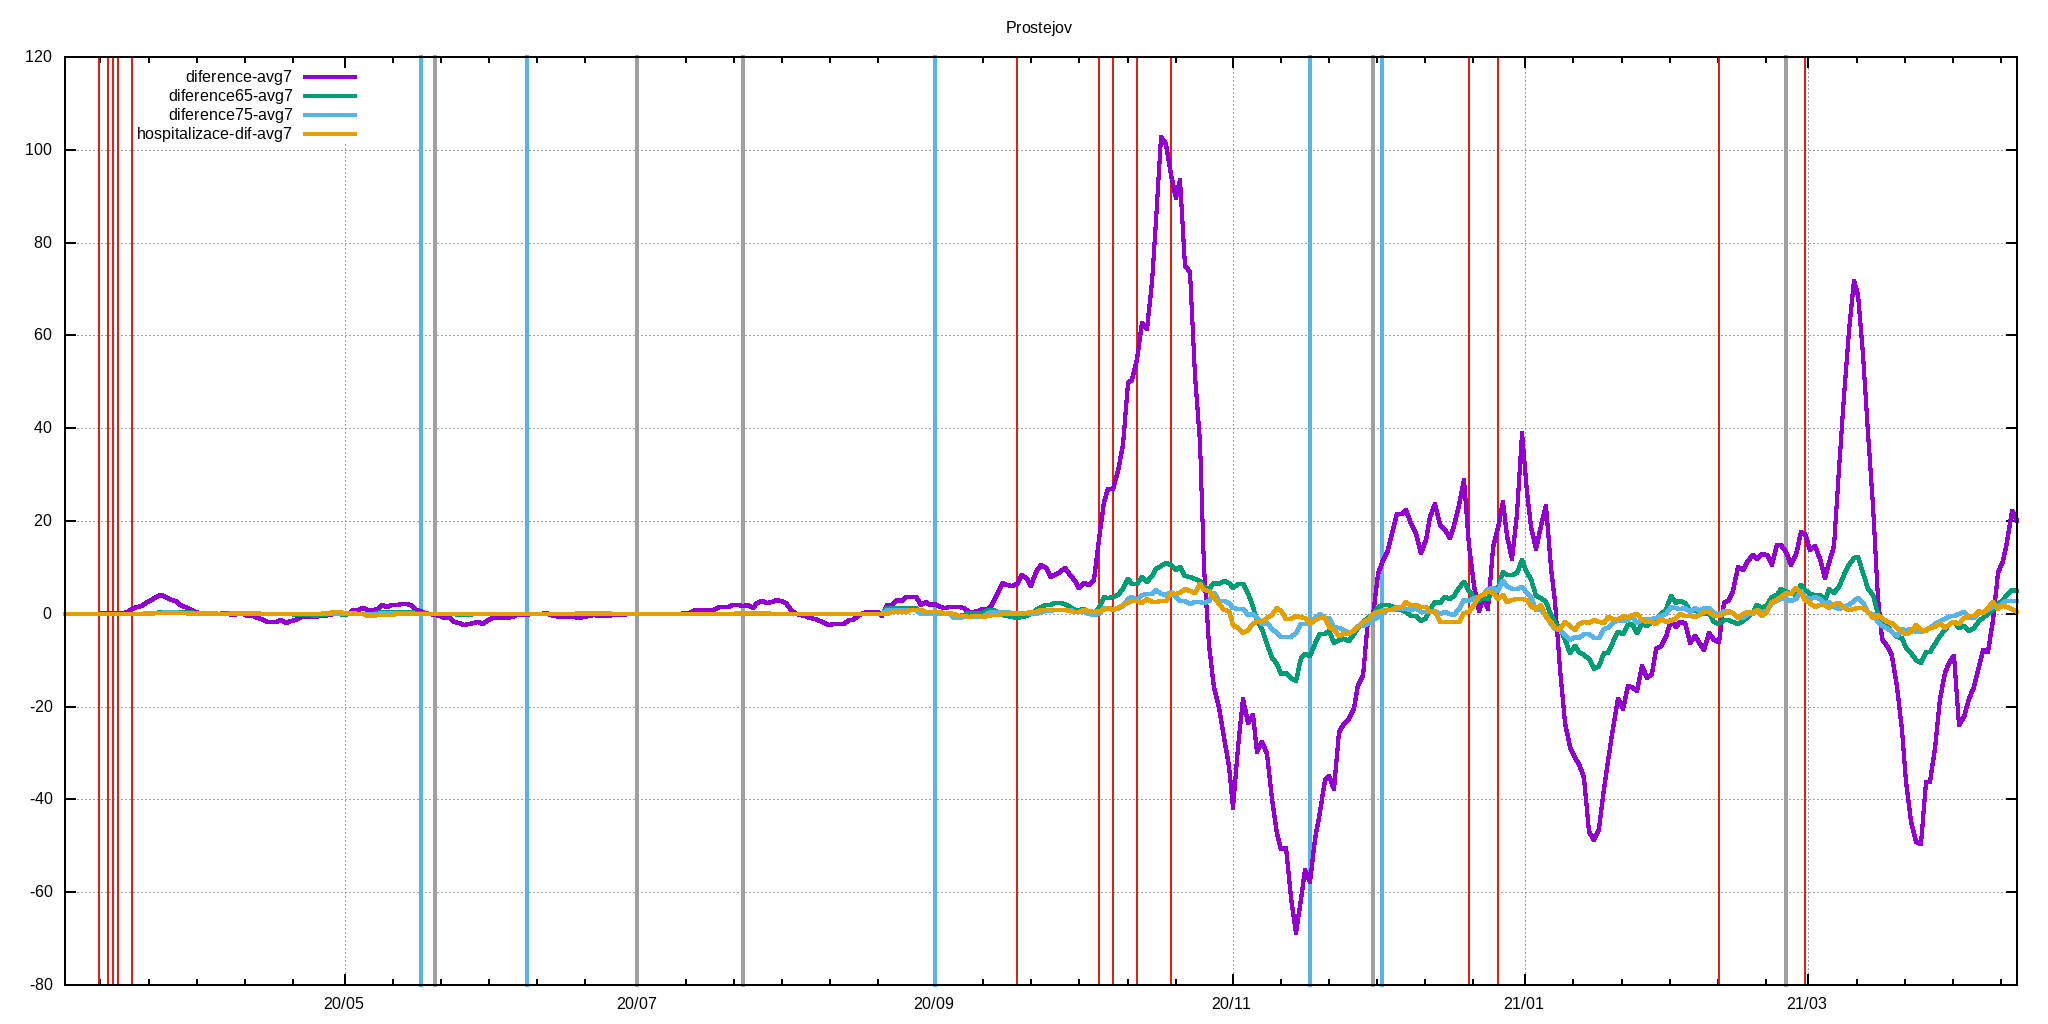 Prostejov
diference-avg7
diference65-avg7
diference75-avg7
hospitalizace-dif-avg7
120
100
80
60
40
20
0
-20
-40
-60
-80
20/05 20/07 20/09 20/11 21/01 21/03